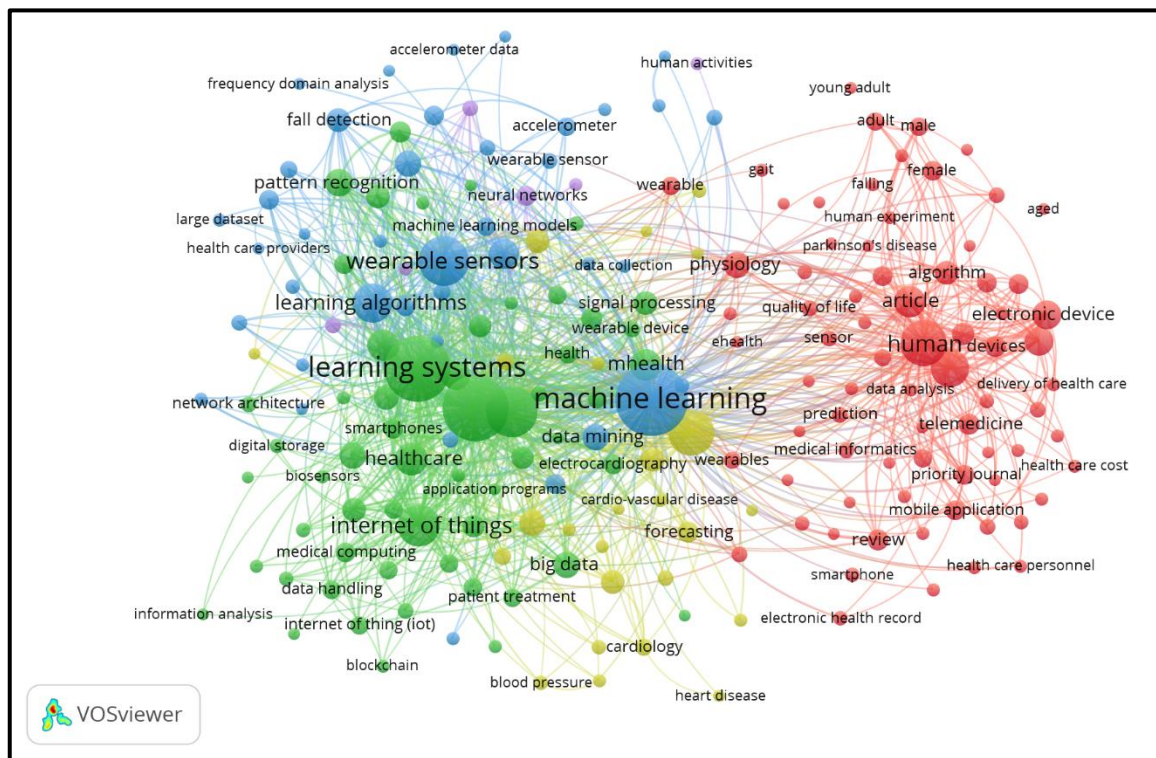 accelerometer data
human activities
frequency domain analysis
young adult
fall detection
accelerometer
adult
male
wearable sensor
gait
female
pattern recognition
neural networks
wearable
falling
large dataset
machine learning models
human experiment
aged
health care providers
parkinson's disease
wearable sensors
data collection
physiology
algorithm
learning algorithms
signal processing
quality of life
article
electronic device
wearable device
ehealth
sensor
human
devices
health
mhealth
learning systems
data analysis
delivery of health care
machine learning
network architecture
smartphones
prediction
telemedicine
data mining
digital storage
healthcare
electrocardiography
wearables
medical informatics
biosensors
application programs
cardio-vascular disease
priority journal
health care cost
internet of things
forecasting
mobile application
review
medical computing
big data
health care personnel
data handling
patient treatment
smartphone
information analysis
internet of thing (iot)
electronic health record
blockchain
cardiology
blood pressure
heart disease
VOSviewer